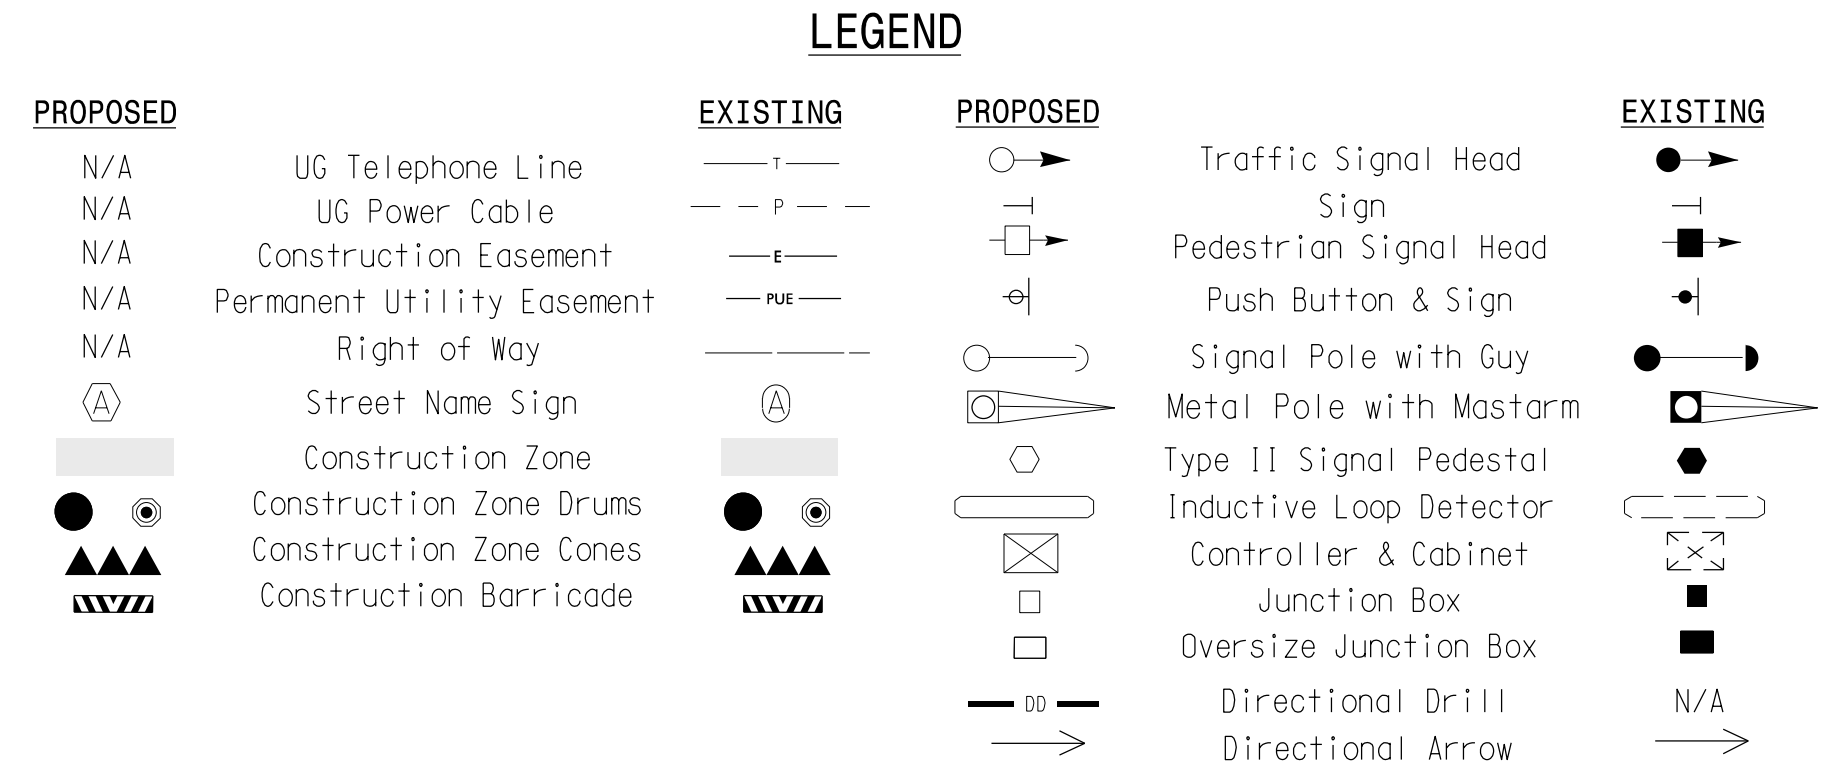 LEGEND
PROPOSED EXISTING PROPOSED EXISTING
N/A UG Telephone Line T Traffic Signal Head
N/A UG Power Cable P Sign
N/A Construction Easement E Pedestrian Signal Head
N/A Permanent Utility Easement PUE Push Button & Sign
N/A Right of Way Signal Pole with Guy
A Street Name Sign A Metal Pole with Mastarm
Construction Zone Type II Signal Pedestal
Construction Zone Drums Inductive Loop Detector
Construction Zone Cones Controller & Cabinet
Construction Barricade Junction Box
Oversize Junction Box
DD Directional Drill N/A
Directional Arrow